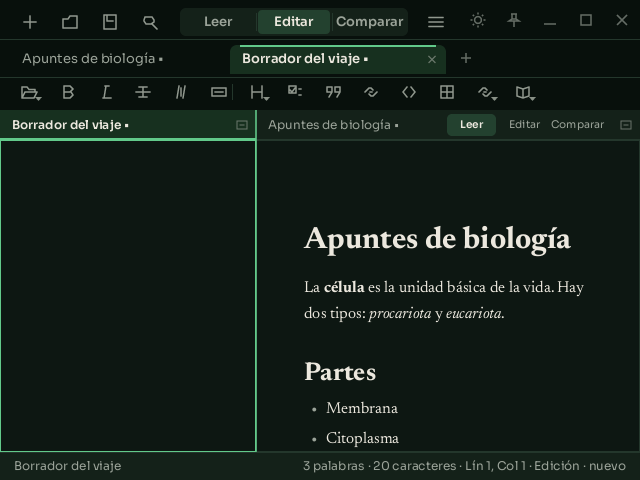 Leer Editar Comparar
Apuntes de biología •
Borrador del viaje •
Borrador del viaje •
Apuntes de biología •
Leer Editar Comparar
Apuntes de biología
La célula es la unidad básica de la vida. Hay
dos tipos: procariota y eucariota.
Partes
• Membrana
• Citoplasma
Borrador del viaje
3 palabras · 20 caracteres · Lín 1, Col 1 · Edición · nuevo